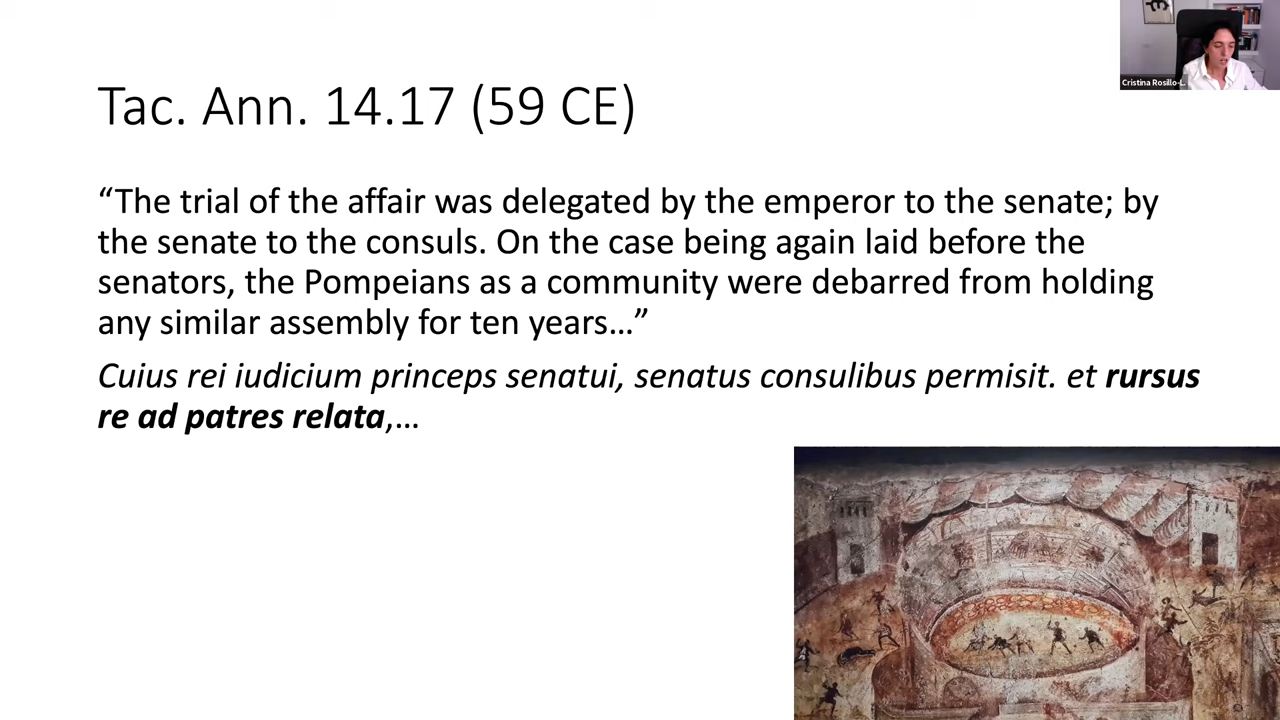 Cristina Rosillo-L.
Tac. Ann. 14.17 (59 CE)
“The trial of the affair was delegated by the emperor to the senate; by
the senate to the consuls. On the case being again laid before the
senators, the Pompeians as a community were debarred from holding
any similar assembly for ten years…”
Cuius rei iudicium princeps senatui, senatus consulibus permisit. et rursus
re ad patres relata,…